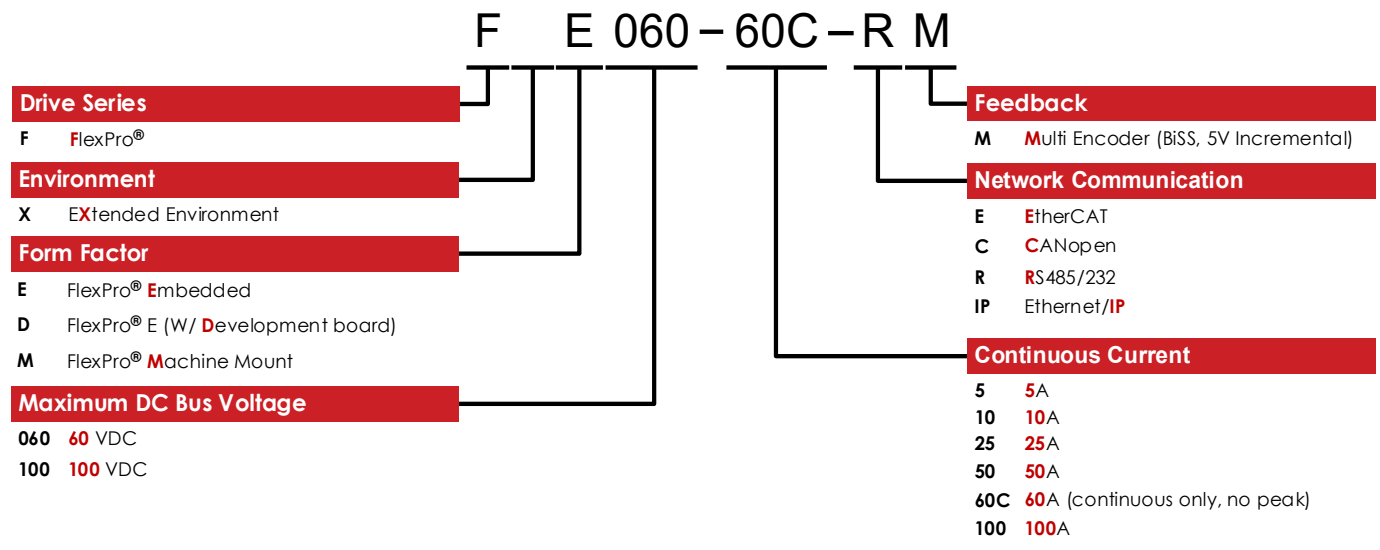 F E 060 – 60C – R M
Drive Series
F FlexPro®
Environment
X EXtended Environment
Form Factor
E FlexPro® Embedded
D FlexPro® E (W/ Development board)
M FlexPro® Machine Mount
Maximum DC Bus Voltage
060 60 VDC
100 100 VDC
Feedback
M Multi Encoder (BiSS, 5V Incremental)
Network Communication
E EtherCAT
C CANopen
R RS485/232
IP Ethernet/IP
Continuous Current
5 5A
10 10A
25 25A
50 50A
60C 60A (continuous only, no peak)
100 100A